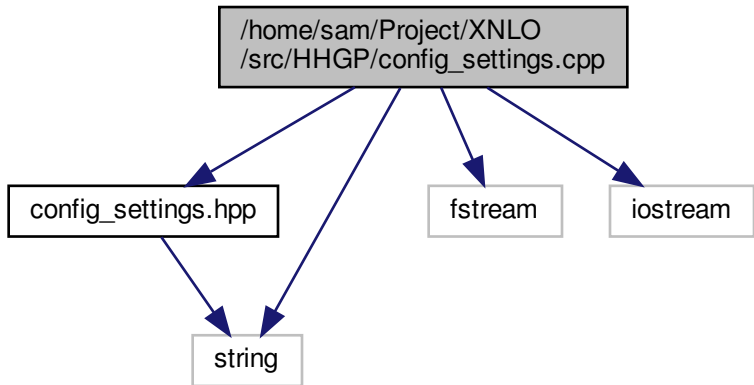 /home/sam/Project/XNLO
/src/HHGP/config_settings.cpp
config_settings.hpp
fstream
iostream
string